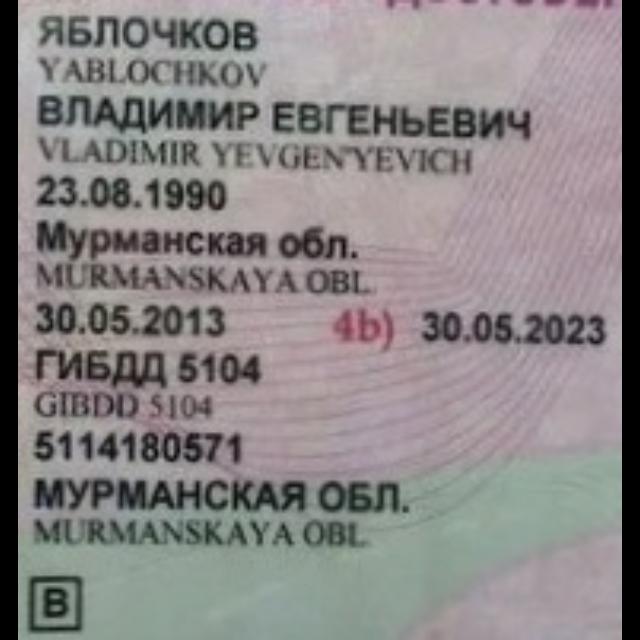 ЯБЛОЧКОВ
YABLOCHKOV
ВЛАДИМИР ЕВГЕНЬЕВИЧ
VLADIMIR YEVGEN'YEVICH
23.08.1990
Мурманская обл.
MURMANSKAYA OBL.
30.05.2013 4b) 30.05.2023
ГИБДД 5104
GIBDD 5104
5114180571
МУРМАНСКАЯ ОБЛ.
MURMANSKAYA OBL.
B